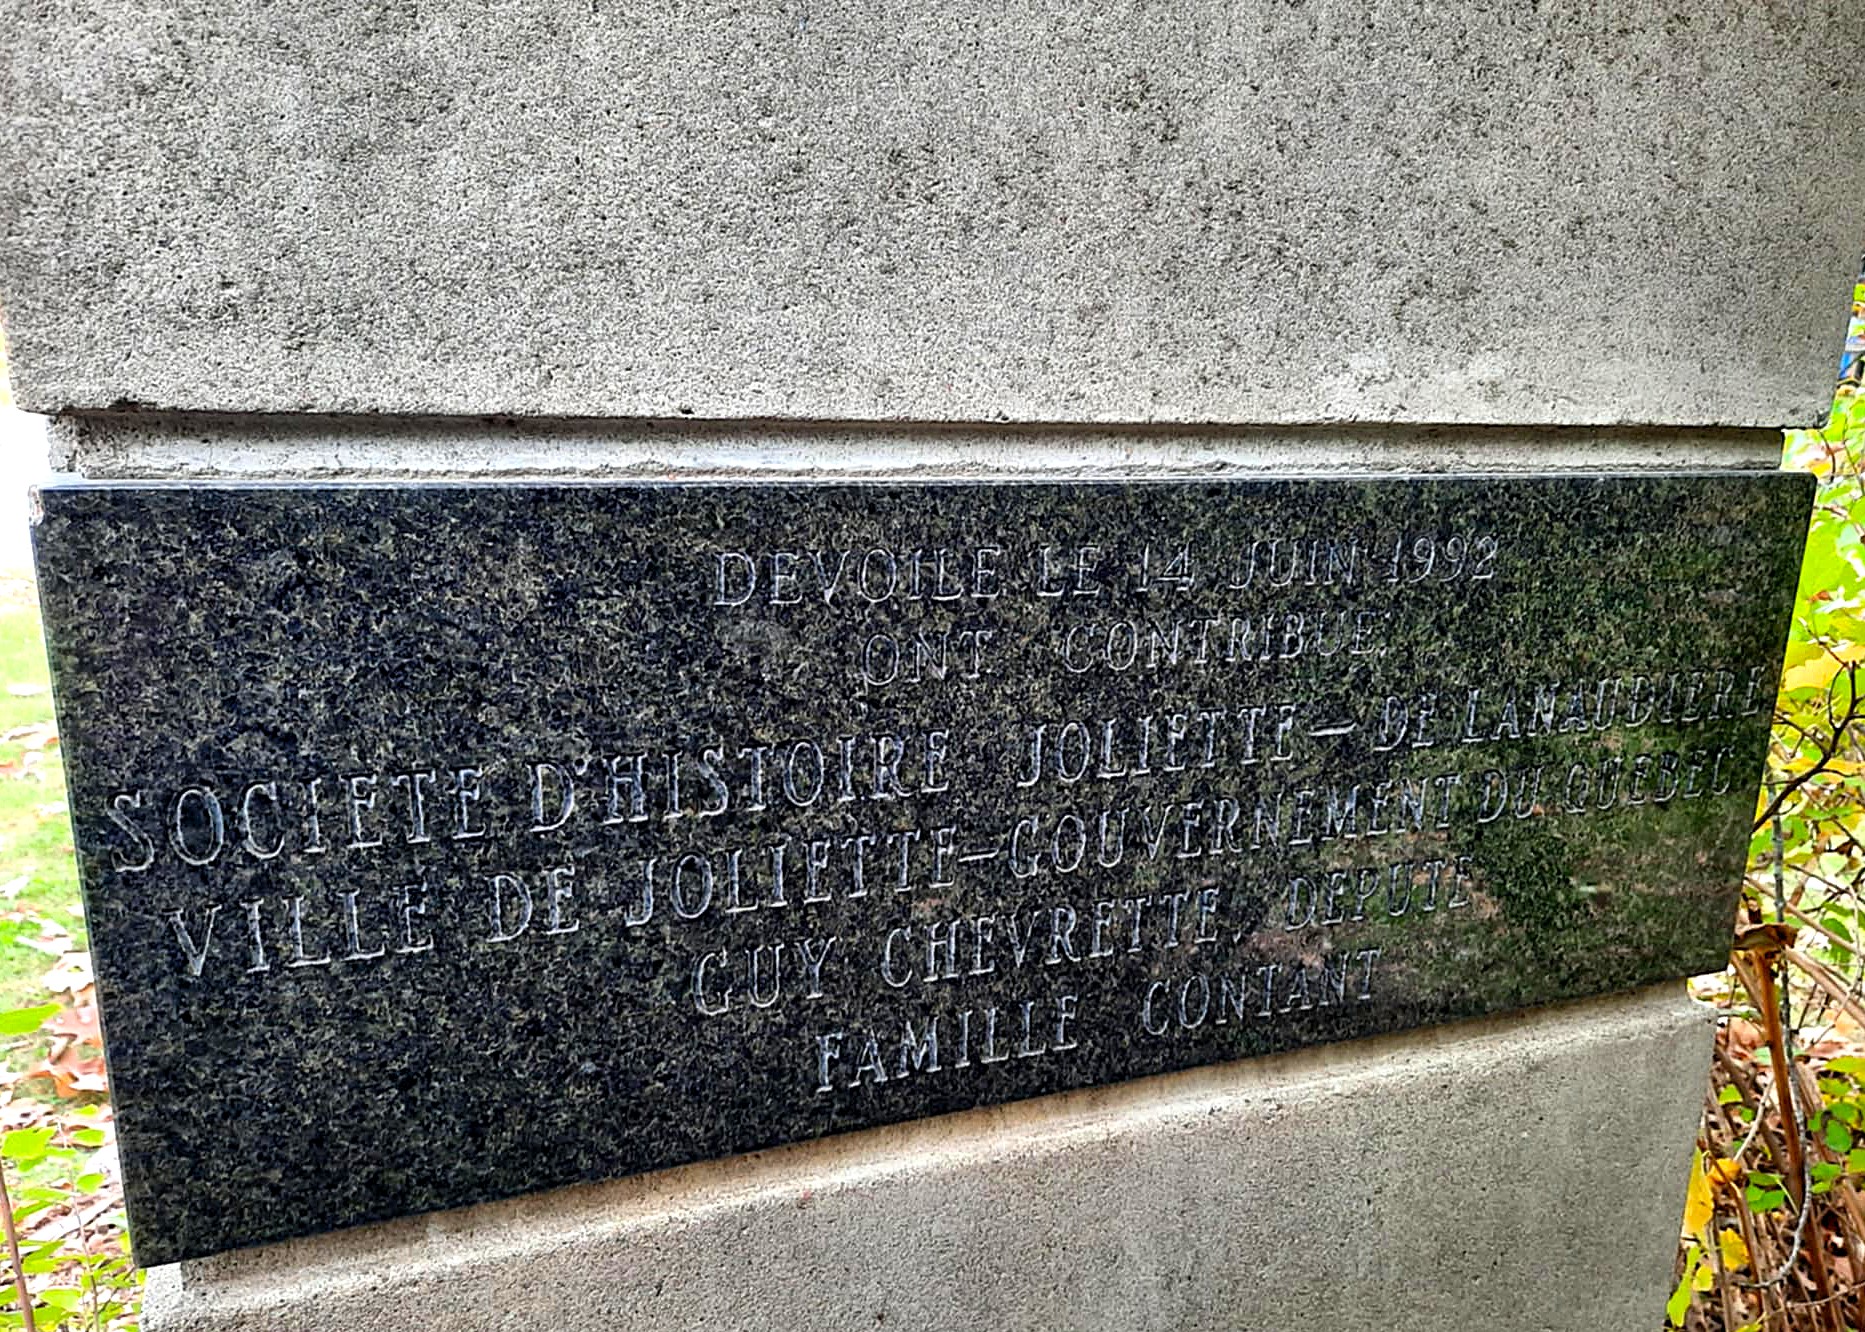 DEVOILE LE 14 JUIN 1992
ONT CONTRIBUE:
SOCIETE D'HISTOIRE JOLIETTE – DE LANAUDIERE
VILLE DE JOLIETTE – GOUVERNEMENT DU QUEBEC
GUY CHEVRETTE, DEPUTE
FAMILLE CONTANT